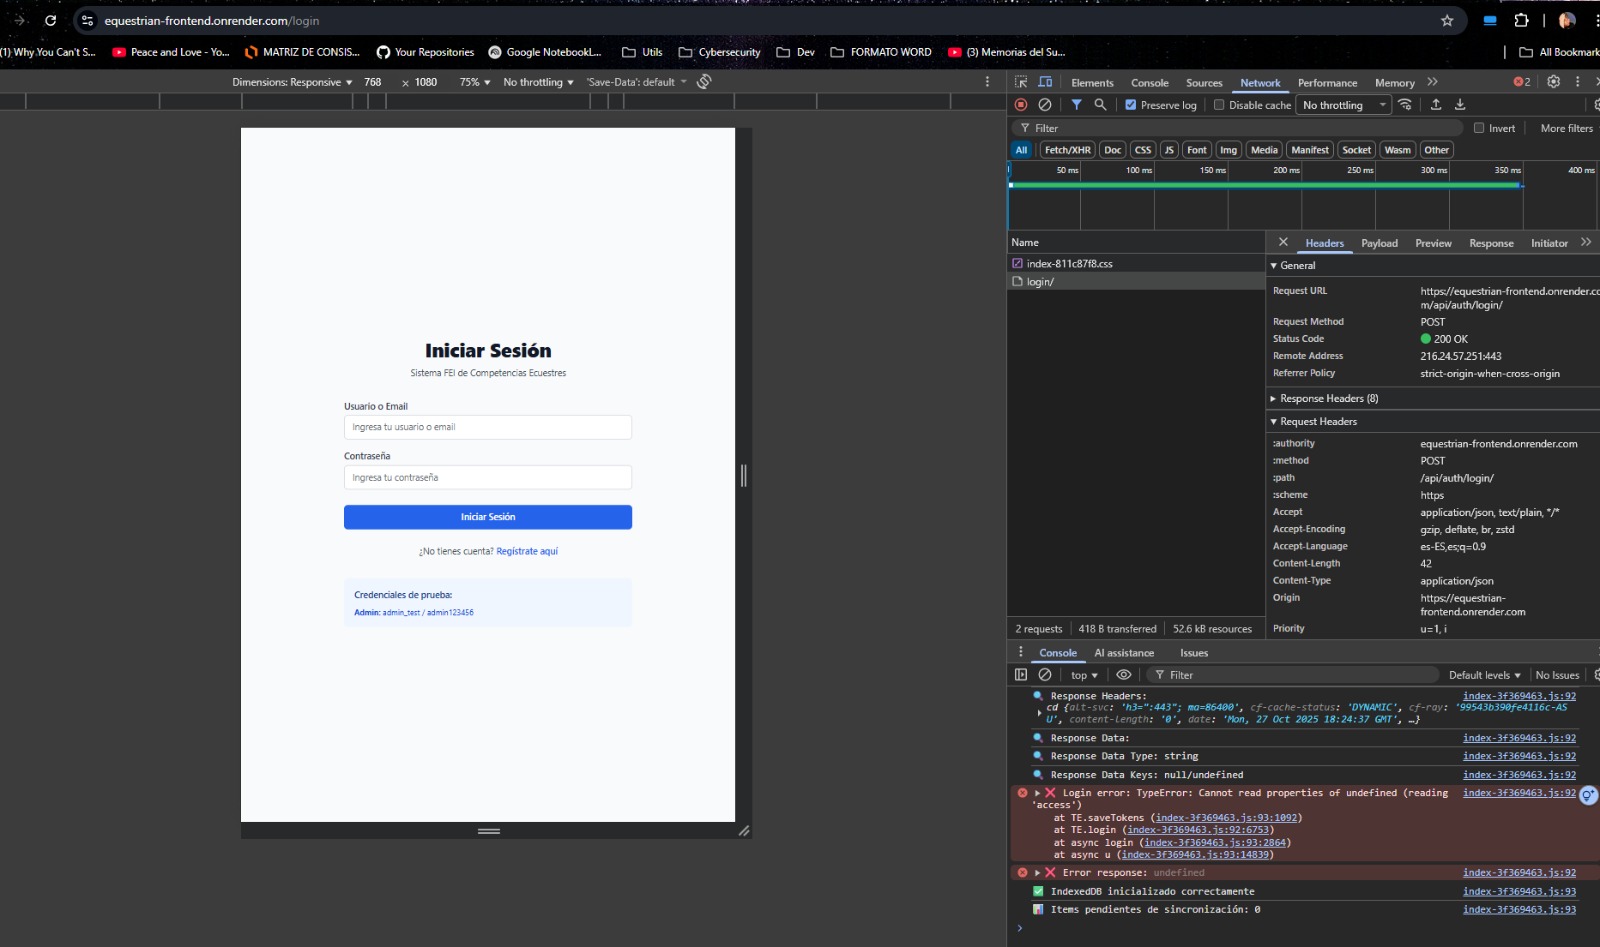 equestrian-frontend.onrender.com/login
(1) Why You Can't S... Peace and Love - Yo... MATRIZ DE CONSIS... Your Repositories Google NotebookL... Utils Cybersecurity Dev FORMATO WORD (3) Memorias del Su... All Bookmark
Dimensions: Responsive 768 × 1080 75% No throttling 'Save-Data': default
Elements Console Sources Network Performance Memory 2
Preserve log Disable cache No throttling
Filter Invert More filters
All Fetch/XHR Doc CSS JS Font Img Media Manifest Socket Wasm Other
50 ms 100 ms 150 ms 200 ms 250 ms 300 ms 350 ms 400 ms
Name
index-811c87f8.css
login/
2 requests 418 B transferred 52.6 kB resources
Headers Payload Preview Response Initiator
General
Request URL https://equestrian-frontend.onrender.co
m/api/auth/login/
Request Method POST
Status Code 200 OK
Remote Address 216.24.57.251:443
Referrer Policy strict-origin-when-cross-origin
Response Headers (8)
Request Headers
:authority equestrian-frontend.onrender.com
:method POST
:path /api/auth/login/
:scheme https
Accept application/json, text/plain, */*
Accept-Encoding gzip, deflate, br, zstd
Accept-Language es-ES,es;q=0.9
Content-Length 42
Content-Type application/json
Origin https://equestrian-
frontend.onrender.com
Priority u=1, i
Iniciar Sesión
Sistema FEI de Competencias Ecuestres
Usuario o Email
Ingresa tu usuario o email
Contraseña
Ingresa tu contraseña
Iniciar Sesión
¿No tienes cuenta? Regístrate aquí
Credenciales de prueba:
Admin: admin_test / admin123456
Console AI assistance Issues
top Filter Default levels No Issues
Response Headers: index-3f369463.js:92
cd {alt-svc: 'h3=":443"; ma=86400', cf-cache-status: 'DYNAMIC', cf-ray: '99543b390fe4116c-AS
U', content-length: '0', date: 'Mon, 27 Oct 2025 18:24:37 GMT', …}
Response Data: index-3f369463.js:92
Response Data Type: string index-3f369463.js:92
Response Data Keys: null/undefined index-3f369463.js:92
Login error: TypeError: Cannot read properties of undefined (reading index-3f369463.js:92
'access')
at TE.saveTokens (index-3f369463.js:93:1092)
at TE.login (index-3f369463.js:92:6753)
at async login (index-3f369463.js:93:2864)
at async u (index-3f369463.js:93:14839)
Error response: undefined index-3f369463.js:92
IndexedDB inicializado correctamente index-3f369463.js:93
Items pendientes de sincronización: 0 index-3f369463.js:93